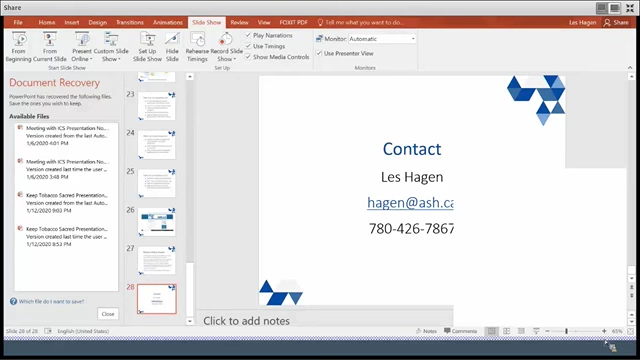 Share
File Home Insert Design Transitions Animations Slide Show Review View FOXIT PDF Tell me what you want to do... Les Hagen Share
From Beginning
From Current Slide
Present Online
Custom Slide Show
Set Up Slide Show
Hide Slide
Rehearse Timings
Record Slide Show
Play Narrations
Use Timings
Show Media Controls
Monitor: Automatic
Use Presenter View
Start Slide Show
Set Up
Monitors
Document Recovery
PowerPoint has recovered the following files.
Save the ones you wish to keep.
Available Files
Meeting with ICS Presentation No...
Version created from the last Auto...
1/6/2020 4:01 PM
Meeting with ICS Presentation No...
Version created last time the user ...
1/6/2020 3:48 PM
Keep Tobacco Sacred Presentation...
Version created from the last Auto...
1/12/2020 9:03 PM
Keep Tobacco Sacred Presentation...
Version created last time the user ...
1/12/2020 8:53 PM
Which file do I want to save?
Close
23
24
25
26
27
28
Contact
Les Hagen
hagen@ash.ca
780-426-7867
Click to add notes
Slide 28 of 28 English (United States) Notes Comments 65%